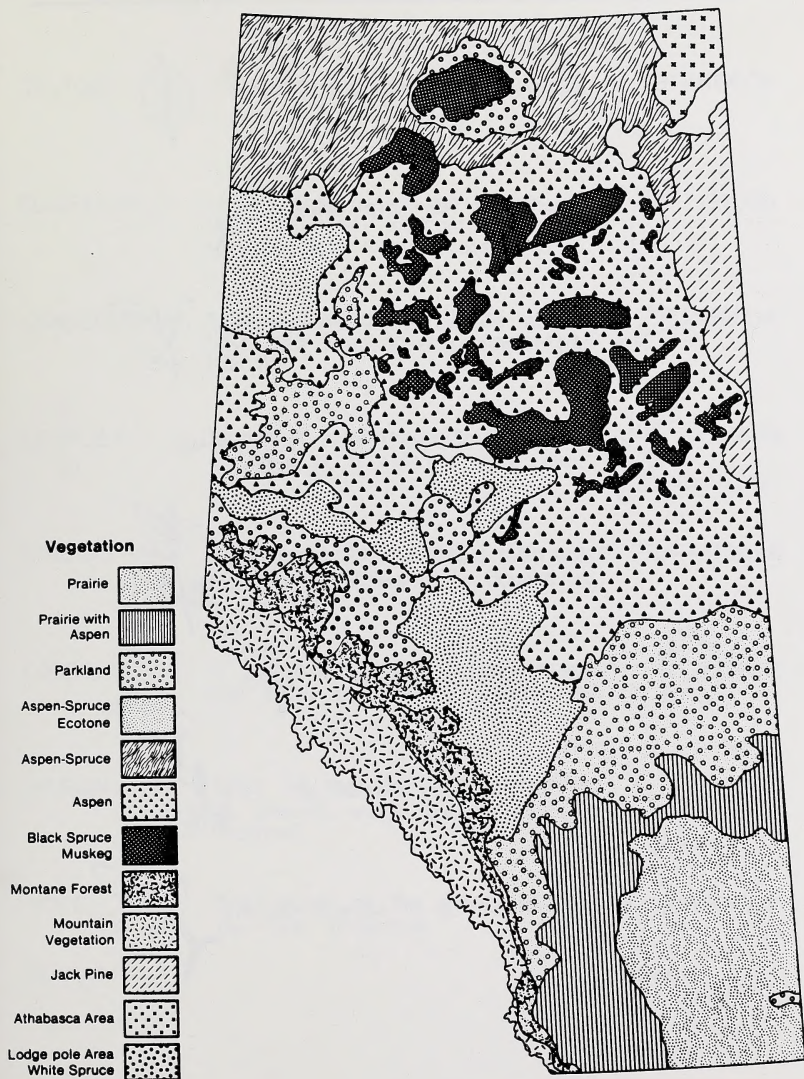 Vegetation
Prairie
Prairie with
Aspen
Parkland
Aspen-Spruce
Ecotone
Aspen-Spruce
Aspen
Black Spruce
Muskeg
Montane Forest
Mountain
Vegetation
Jack Pine
Athabasca Area
Lodge pole Area
White Spruce